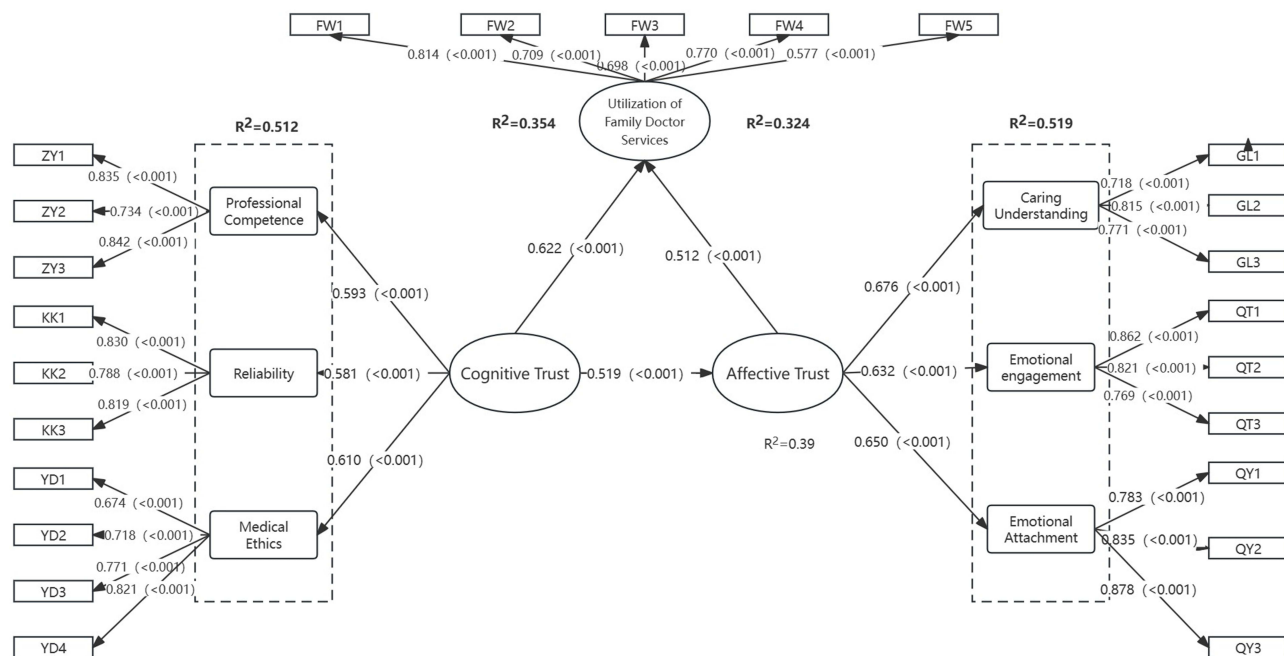 FW1
FW2
FW3
FW4
FW5
0.814 (<0.001)
0.709 (<0.001)
0.698 (<0.001)
0.770 (<0.001)
0.577 (<0.001)
Utilization of
Family Doctor
Services
R²=0.512
R²=0.354
R²=0.324
R²=0.519
ZY1
ZY2
ZY3
0.835 (<0.001)
0.734 (<0.001)
0.842 (<0.001)
Professional
Competence
KK1
KK2
KK3
0.830 (<0.001)
0.788 (<0.001)
0.819 (<0.001)
Reliability
YD1
YD2
YD3
YD4
0.674 (<0.001)
0.718 (<0.001)
0.771 (<0.001)
0.821 (<0.001)
Medical
Ethics
0.593 (<0.001)
0.581 (<0.001)
0.610 (<0.001)
Cognitive Trust
0.622 (<0.001)
0.512 (<0.001)
0.519 (<0.001)
Affective Trust
R²=0.39
0.676 (<0.001)
0.632 (<0.001)
0.650 (<0.001)
Caring
Understanding
0.718 (<0.001)
0.815 (<0.001)
0.771 (<0.001)
GL1
GL2
GL3
Emotional
engagement
0.862 (<0.001)
0.821 (<0.001)
0.769 (<0.001)
QT1
QT2
QT3
Emotional
Attachment
0.783 (<0.001)
0.835 (<0.001)
0.878 (<0.001)
QY1
QY2
QY3